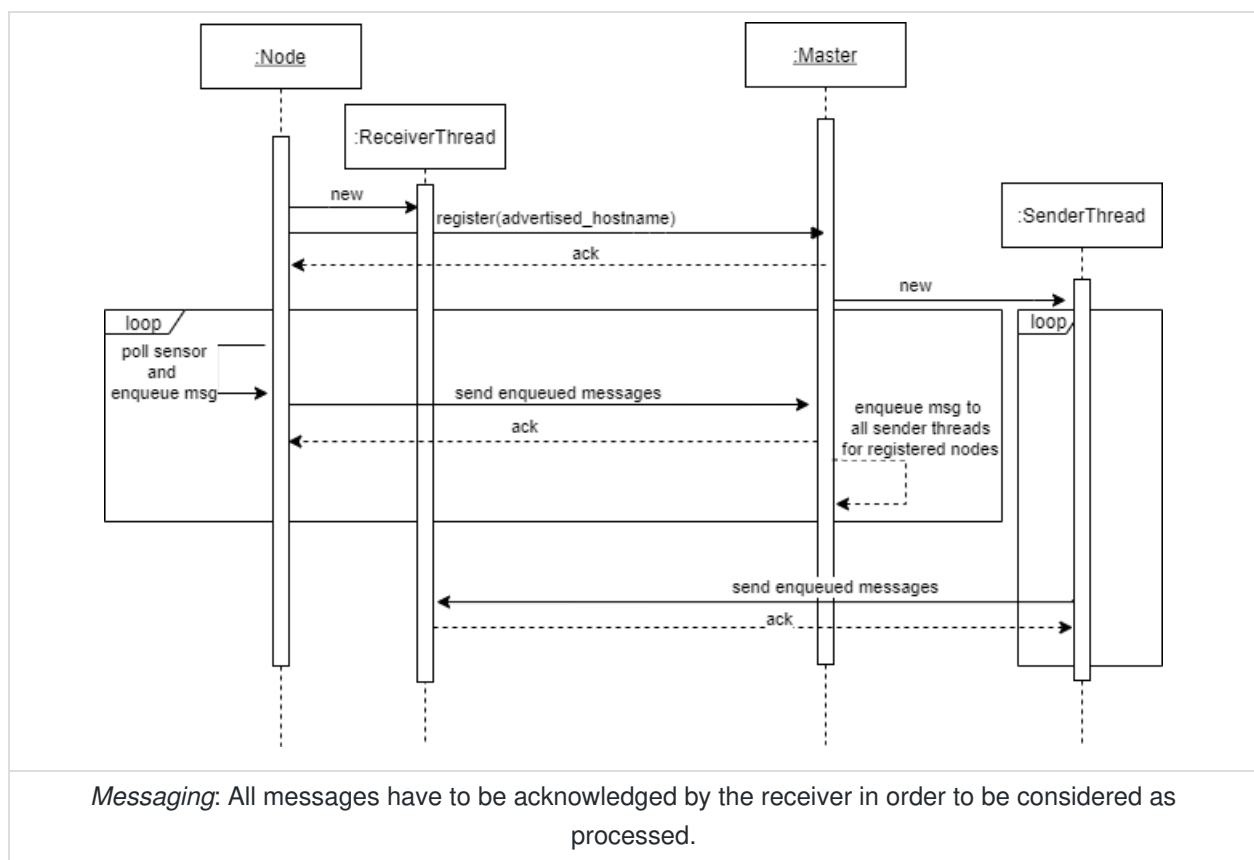 :Node
:Master
:ReceiverThread
new
:SenderThread
register(advertised_hostname)
ack
new
loop
loop
poll sensor
and
enqueue msg
send enqueued messages
enqueue msg to
all sender threads
for registered nodes
ack
send enqueued messages
ack
Messaging: All messages have to be acknowledged by the receiver in order to be considered as
processed.